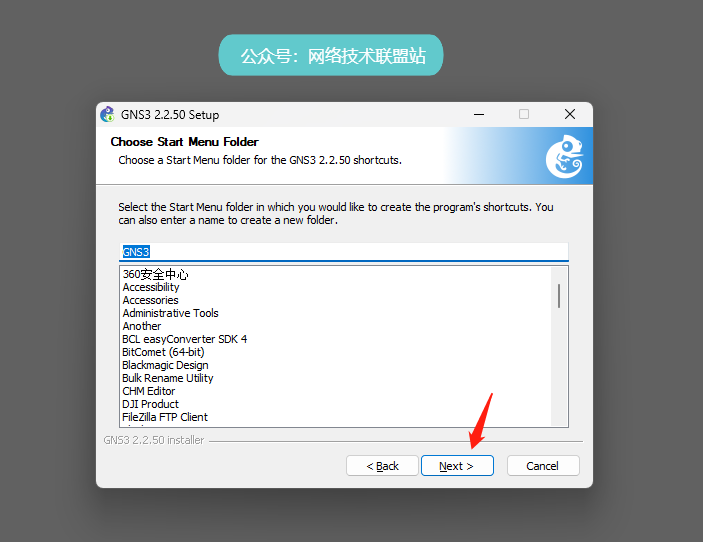 公众号：网络技术联盟站
GNS3 2.2.50 Setup
Choose Start Menu Folder
Choose a Start Menu folder for the GNS3 2.2.50 shortcuts.
Select the Start Menu folder in which you would like to create the program's shortcuts. You
can also enter a name to create a new folder.
GNS3
360安全中心
Accessibility
Accessories
Administrative Tools
Another
BCL easyConverter SDK 4
BitComet (64-bit)
Blackmagic Design
Bulk Rename Utility
CHM Editor
DJI Product
FileZilla FTP Client
GNS3 2.2.50 installer
< Back
Next >
Cancel